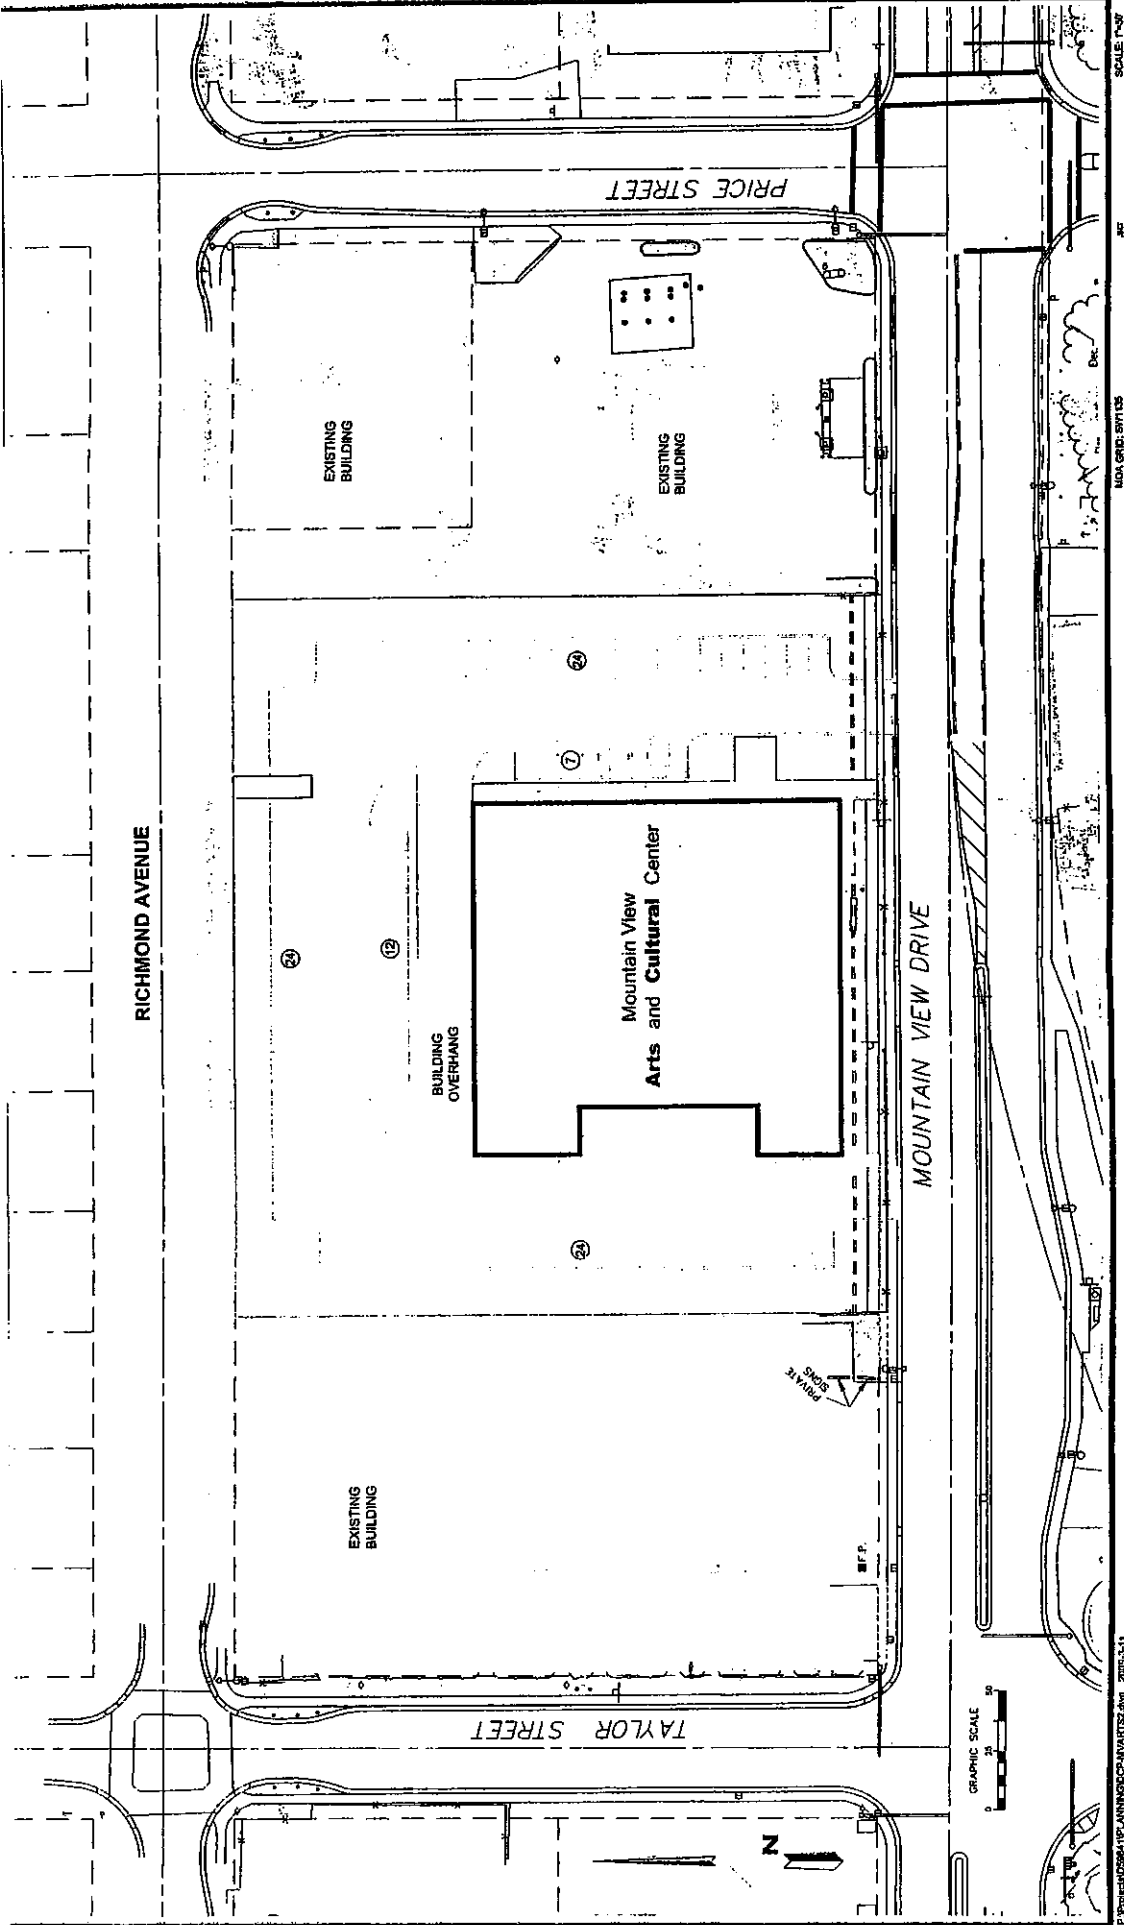 RICHMOND AVENUE
EXISTING
BUILDING
EXISTING
BUILDING
EXISTING
BUILDING
BUILDING
OVERHANG
Mountain View
Arts and Cultural Center
24
12
24
7
24
PRIVATE
SIGNS
F.P.
TAYLOR STREET
PRICE STREET
MOUNTAIN VIEW DRIVE
GRAPHIC SCALE
0
25
50
N
Dec.
MOA GRID: SW1135
SCALE: 1"=50'